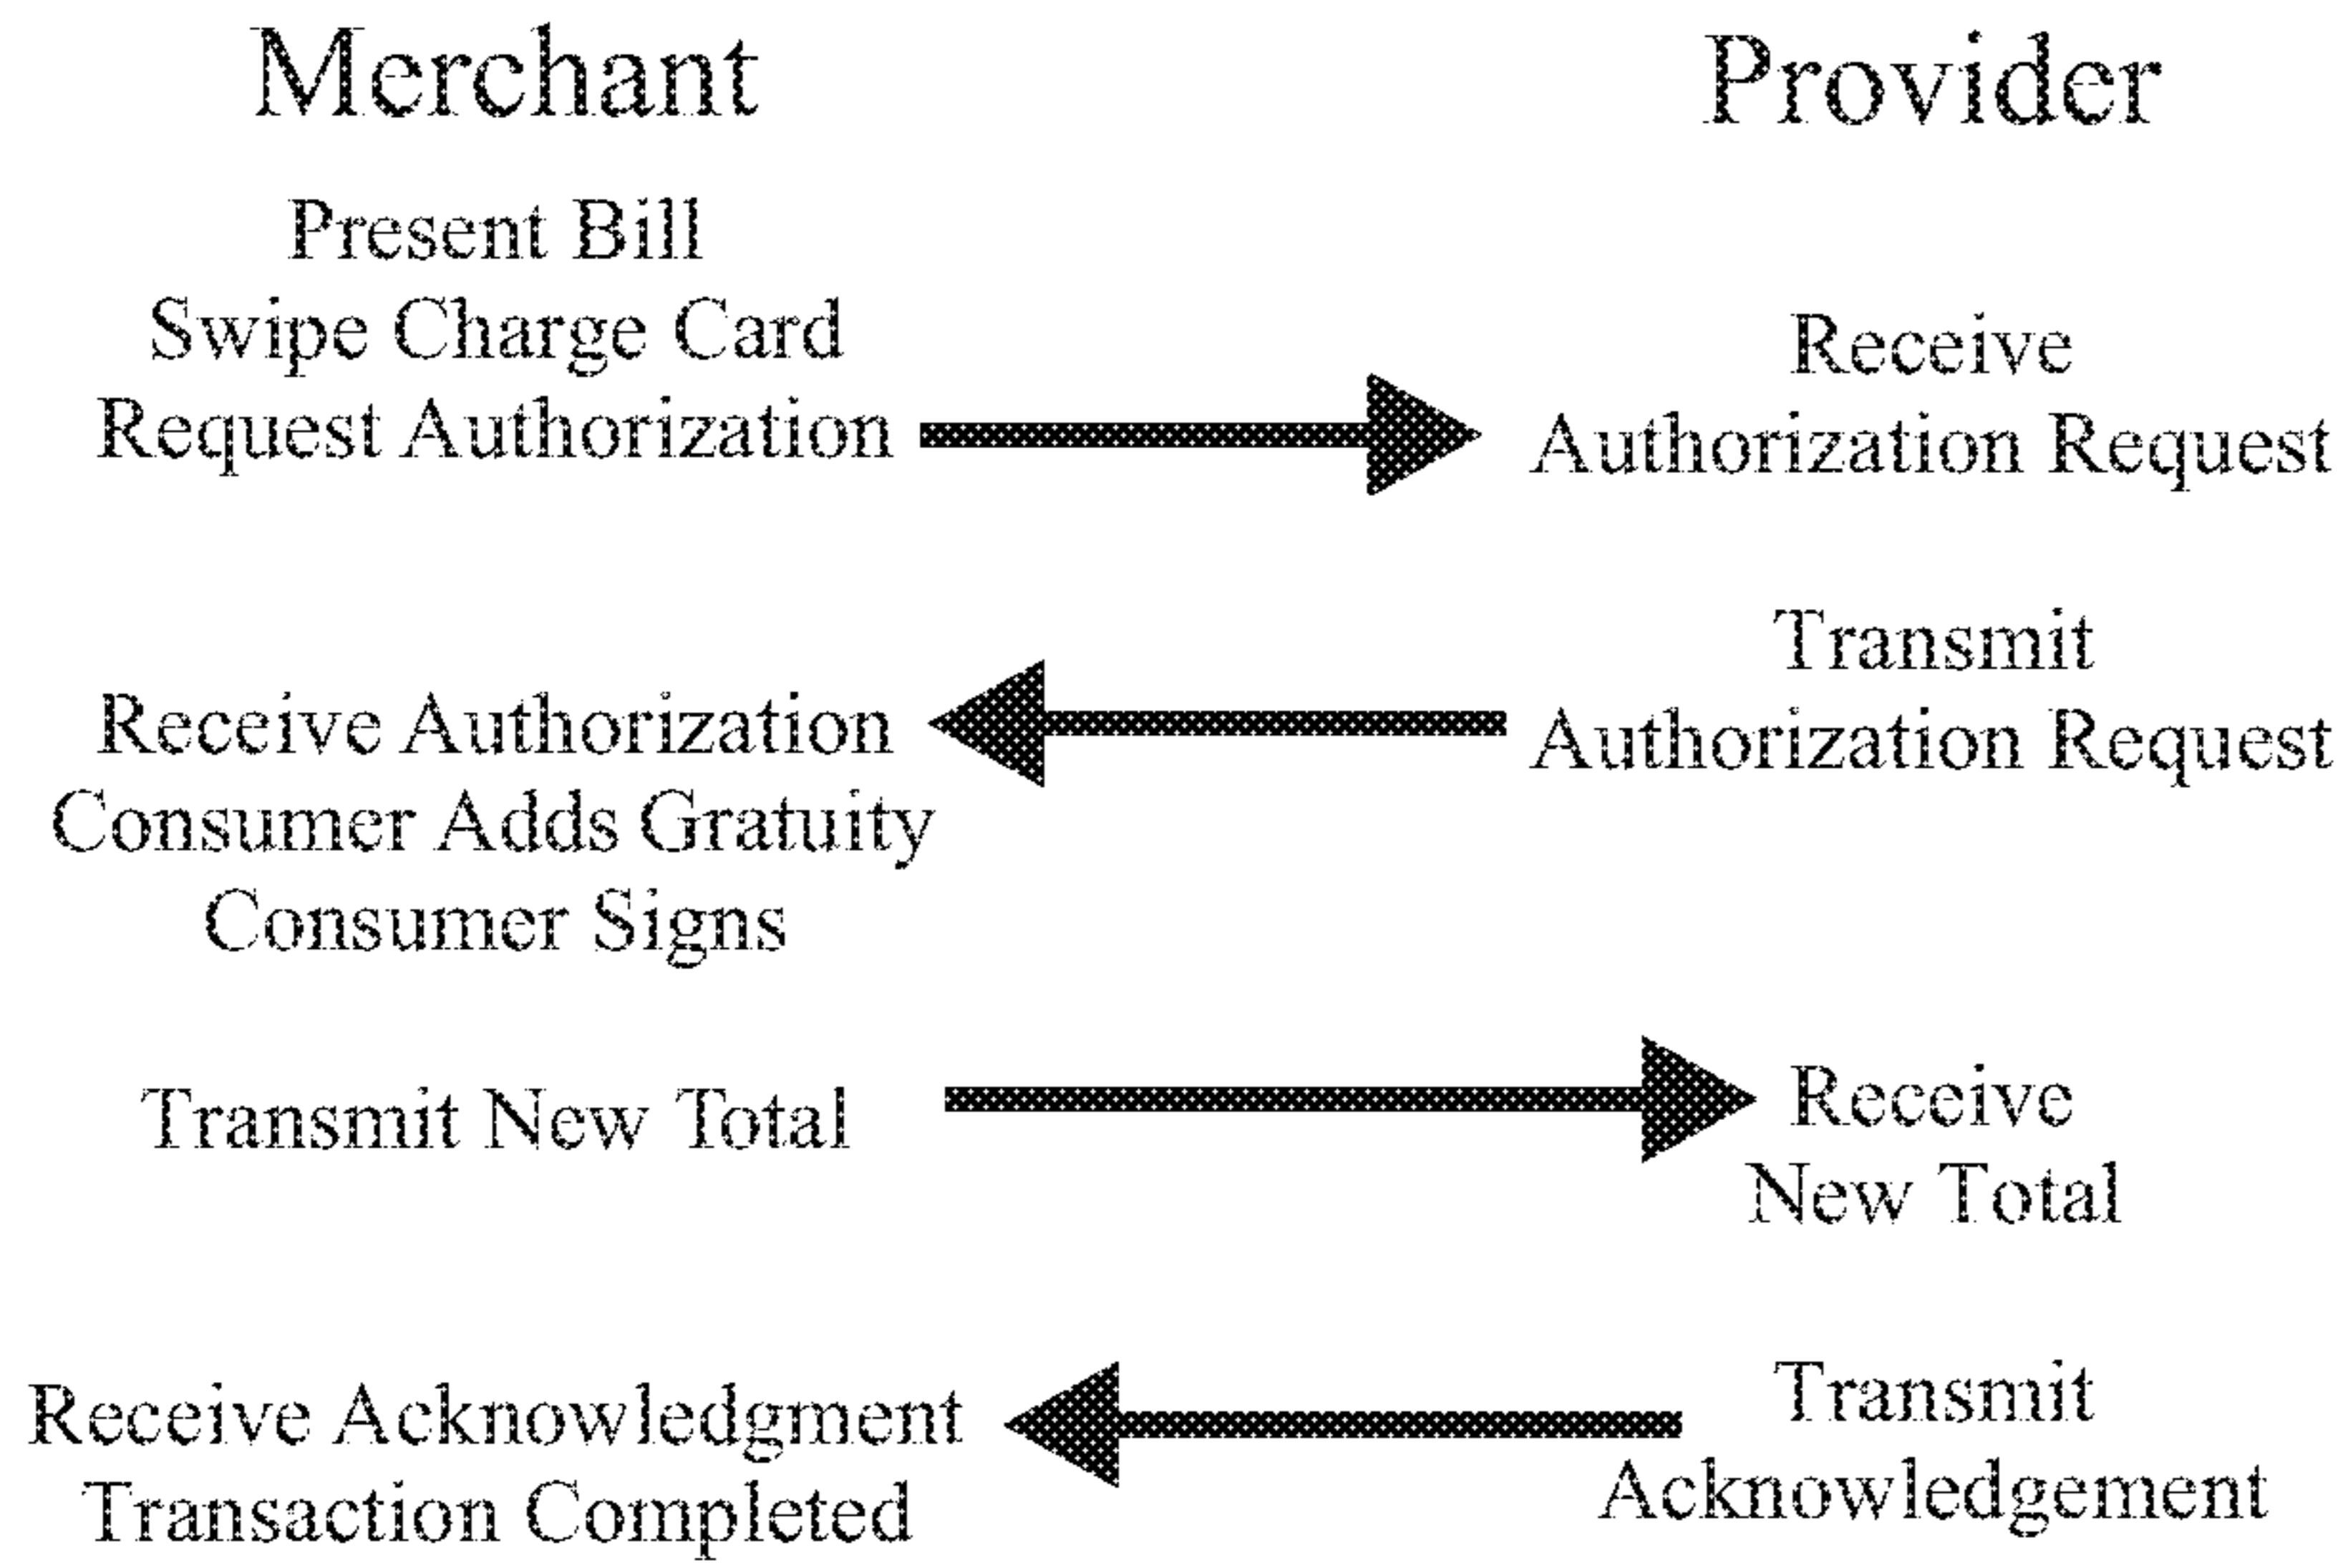 Merchant
Provider
Present Bill
Swipe Charge Card
Request Authorization
Receive
Authorization Request
Transmit
Authorization Request
Receive Authorization
Consumer Adds Gratuity
Consumer Signs
Transmit New Total
Receive
New Total
Transmit
Acknowledgement
Receive Acknowledgment
Transaction Completed